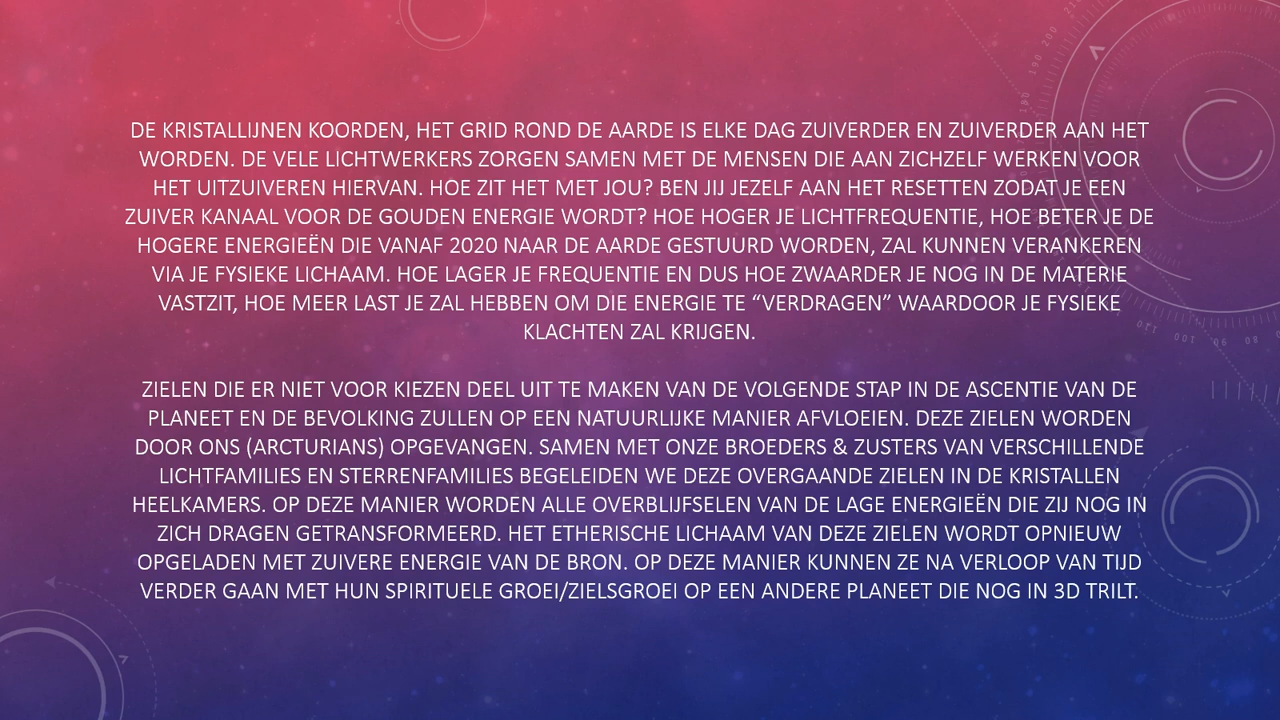 DE KRISTALLIJNEN KOORDEN, HET GRID ROND DE AARDE IS ELKE DAG ZUIVERDER EN ZUIVERDER AAN HET
WORDEN. DE VELE LICHTWERKERS ZORGEN SAMEN MET DE MENSEN DIE AAN ZICHZELF WERKEN VOOR
HET UITZUIVEREN HIERVAN. HOE ZIT HET MET JOU? BEN JIJ JEZELF AAN HET RESETTEN ZODAT JE EEN
ZUIVER KANAAL VOOR DE GOUDEN ENERGIE WORDT? HOE HOGER JE LICHTFREQUENTIE, HOE BETER JE DE
HOGERE ENERGIEËN DIE VANAF 2020 NAAR DE AARDE GESTUURD WORDEN, ZAL KUNNEN VERANKEREN
VIA JE FYSIEKE LICHAAM. HOE LAGER JE FREQUENTIE EN DUS HOE ZWAARDER JE NOG IN DE MATERIE
VASTZIT, HOE MEER LAST JE ZAL HEBBEN OM DIE ENERGIE TE “VERDRAGEN” WAARDOOR JE FYSIEKE
KLACHTEN ZAL KRIJGEN.
ZIELEN DIE ER NIET VOOR KIEZEN DEEL UIT TE MAKEN VAN DE VOLGENDE STAP IN DE ASCENTIE VAN DE
PLANEET EN DE BEVOLKING ZULLEN OP EEN NATUURLIJKE MANIER AFVLOEIEN. DEZE ZIELEN WORDEN
DOOR ONS (ARCTURIANS) OPGEVANGEN. SAMEN MET ONZE BROEDERS & ZUSTERS VAN VERSCHILLENDE
LICHTFAMILIES EN STERRENFAMILIES BEGELEIDEN WE DEZE OVERGAANDE ZIELEN IN DE KRISTALLEN
HEELKAMERS. OP DEZE MANIER WORDEN ALLE OVERBLIJFSELEN VAN DE LAGE ENERGIEËN DIE ZIJ NOG IN
ZICH DRAGEN GETRANSFORMEERD. HET ETHERISCHE LICHAAM VAN DEZE ZIELEN WORDT OPNIEUW
OPGELADEN MET ZUIVERE ENERGIE VAN DE BRON. OP DEZE MANIER KUNNEN ZE NA VERLOOP VAN TIJD
VERDER GAAN MET HUN SPIRITUELE GROEI/ZIELSGROEI OP EEN ANDERE PLANEET DIE NOG IN 3D TRILT.